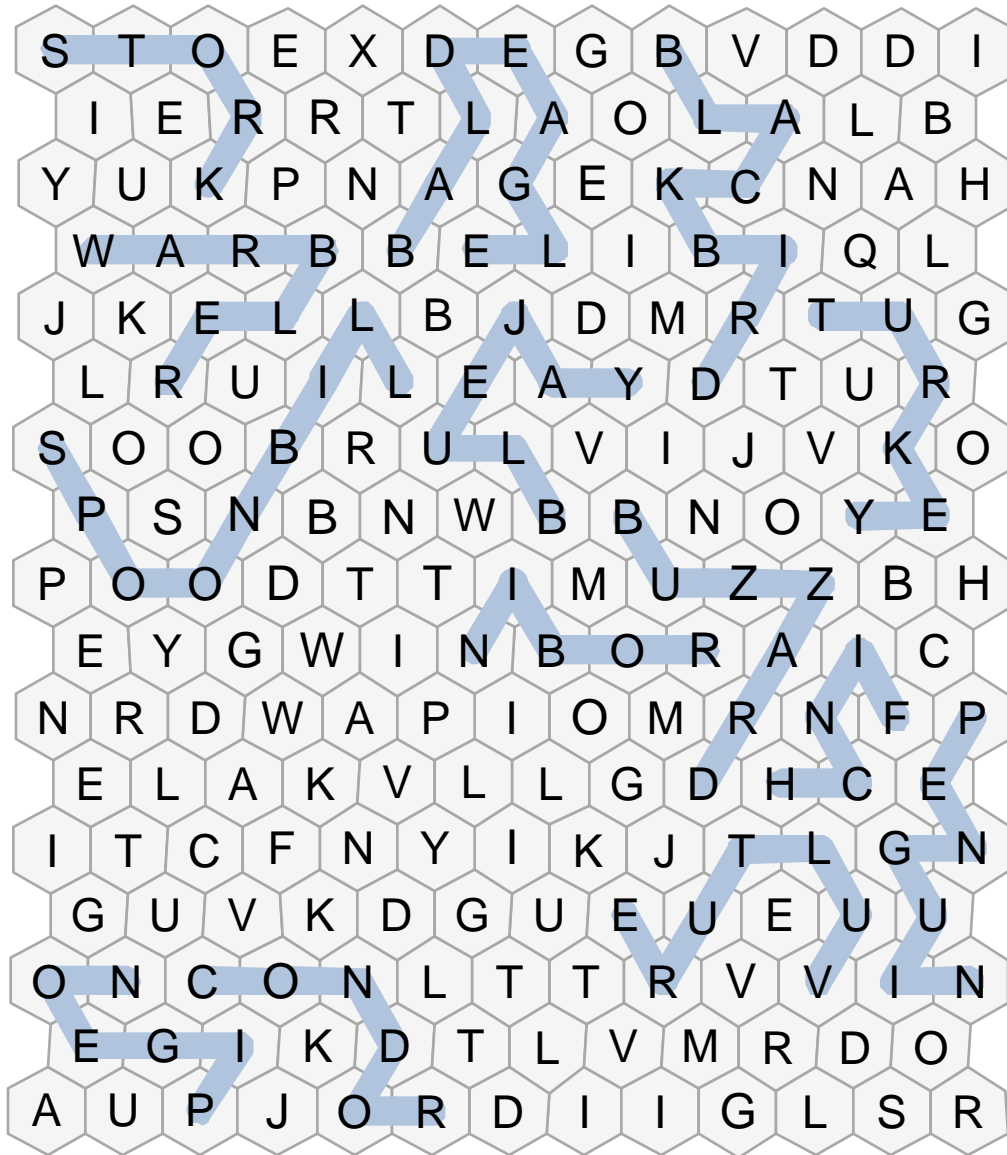 S T O E X D E G B V D D I
I E R R T L A O L A L B
Y U K P N A G E K C N A H
W A R B B E L I B I Q L
J K E L L B J D M R T U G
L R U I L E A Y D T U R
S O O B R U L V I J V K O
P S N B N W B B N O Y E
P O O D T T I M U Z Z B H
E Y G W I N B O R A I C
N R D W A P I O M R N F P
E L A K V L L G D H C E
I T C F N Y I K J T L G N
G U V K D G U E U E U U
O N C O N L T T R V V I N
E G I K D T L V M R D O
A U P J O R D I I G L S R